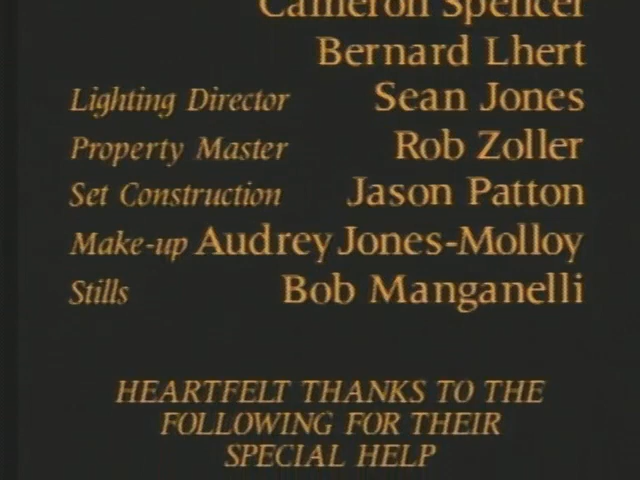 Cameron Spencer
Bernard Lhert
Lighting Director Sean Jones
Property Master Rob Zoller
Set Construction Jason Patton
Make-up Audrey Jones-Molloy
Stills Bob Manganelli
HEARTFELT THANKS TO THE
FOLLOWING FOR THEIR
SPECIAL HELP